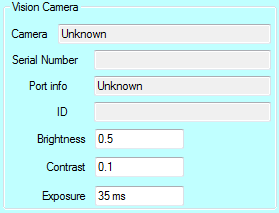 Vision Camera
Camera Unknown
Serial Number
Port info Unknown
ID
Brightness 0.5
Contrast 0.1
Exposure 35 ms